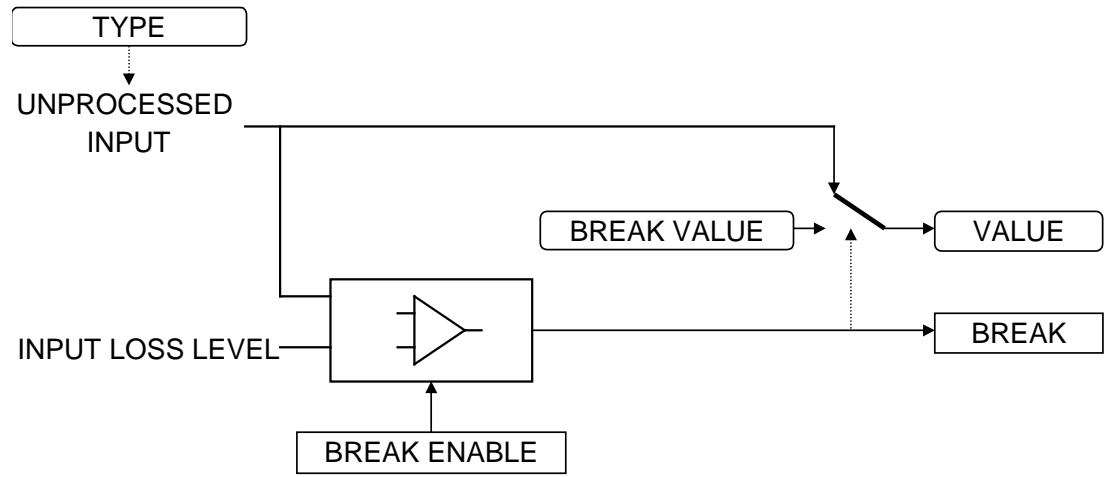 TYPE
UNPROCESSED
INPUT
BREAK VALUE
VALUE
INPUT LOSS LEVEL
BREAK
BREAK ENABLE